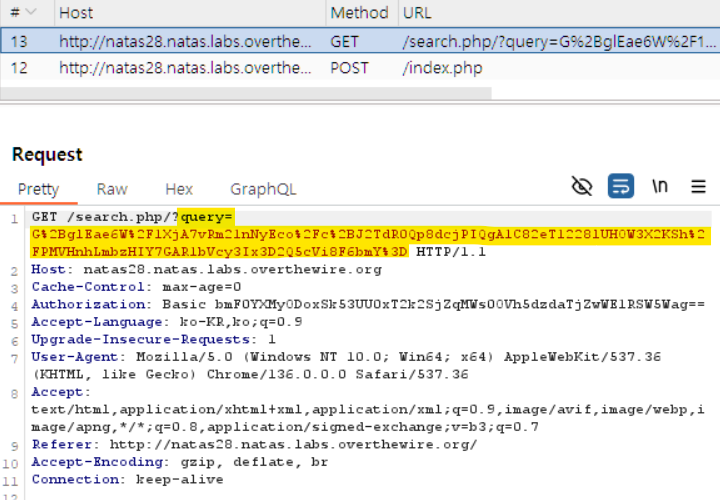 # Host Method URL
13 http://natas28.natas.labs.overthe... GET /search.php/?query=G%2BglEae6W%2F1...
12 http://natas28.natas.labs.overthe... POST /index.php
Request
Pretty Raw Hex GraphQL \n
1 GET /search.php/?query=
G%2BglEae6W%2F1XjA7vRm21nNyEco%2Fc%2BJ2TdR0Qp8dcjPIQgA1C82eT1228lUH0W3X2KSh%2
FPMVHnhLmbzHIY7GAR1bVcy3Ix3D2Q5cVi8F6bmY%3D HTTP/1.1
2 Host: natas28.natas.labs.overthewire.org
3 Cache-Control: max-age=0
4 Authorization: Basic bmF0YXMyODoxSk53UU0xT2k2SjZqMWs0OVh5dzdaTjZwWElRSW5Wag==
5 Accept-Language: ko-KR,ko;q=0.9
6 Upgrade-Insecure-Requests: 1
7 User-Agent: Mozilla/5.0 (Windows NT 10.0; Win64; x64) AppleWebKit/537.36
(KHTML, like Gecko) Chrome/136.0.0.0 Safari/537.36
8 Accept:
text/html,application/xhtml+xml,application/xml;q=0.9,image/avif,image/webp,i
mage/apng,*/*;q=0.8,application/signed-exchange;v=b3;q=0.7
9 Referer: http://natas28.natas.labs.overthewire.org/
10 Accept-Encoding: gzip, deflate, br
11 Connection: keep-alive
12